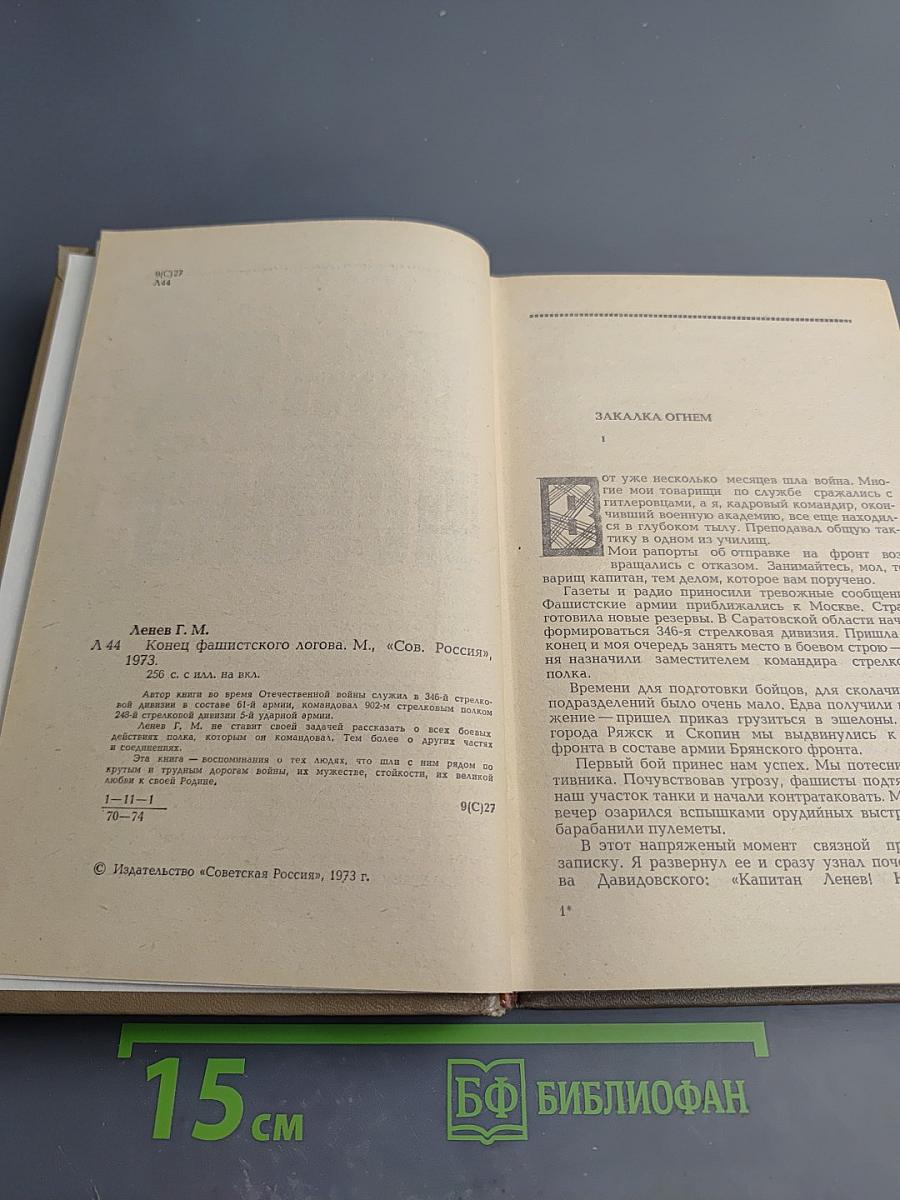 9(С)27
Л44
Ленев Г. М.
Л 44 Конец фашистского логова. М., «Сов. Россия»,
1973.
256 с. с илл. на вкл.
Автор книги во время Отечественной войны служил в 346-й стрелко-
вой дивизии в составе 61-й армии, командовал 902-м стрелковым полком
248-й стрелковой дивизии 5-й ударной армии.
Ленев Г. М. не ставит своей задачей рассказать о всех боевых
действиях полка, которым он командовал. Тем более о других частях
и соединениях.
Эта книга — воспоминания о тех людях, что шли с ним рядом по
крутым и трудным дорогам войны, их мужестве, стойкости, их великой
любви к своей Родине.
1—11—1
70—74
9(С)27
© Издательство «Советская Россия», 1973 г.
ЗАКАЛКА ОГНЕМ
1
Вот уже несколько месяцев шла война. Мно-
гие мои товарищи по службе сражались с
гитлеровцами, а я, кадровый командир, окон-
чивший военную академию, все еще находил-
ся в глубоком тылу. Преподавал общую так-
тику в одном из училищ.
Мои рапорты об отправке на фронт воз
вращались с отказом. Занимайтесь, мол, т
варищ капитан, тем делом, которое вам поручено.
Газеты и радио приносили тревожные сообщен
Фашистские армии приближались к Москве. Стра
готовила новые резервы. В Саратовской области нач
формироваться 346-я стрелковая дивизия. Пришла
конец и моя очередь занять место в боевом строю —
ня назначили заместителем командира стрелко
полка.
Времени для подготовки бойцов, для сколачи
подразделений было очень мало. Едва получили
жение — пришел приказ грузиться в эшелоны.
города Ряжск и Скопин мы выдвинулись к
фронта в составе армии Брянского фронта.
Первый бой принес нам успех. Мы потесни
тивника. Почувствовав угрозу, фашисты подтя
наш участок танки и начали контратаковать. М
вечер озарился вспышками орудийных выстр
барабанили пулеметы.
В этот напряженый момент связной пр
записку. Я развернул ее и сразу узнал поче
ва Давидовского: «Капитан Ленев!
1*
15 см
БФ БИБЛИОФАН